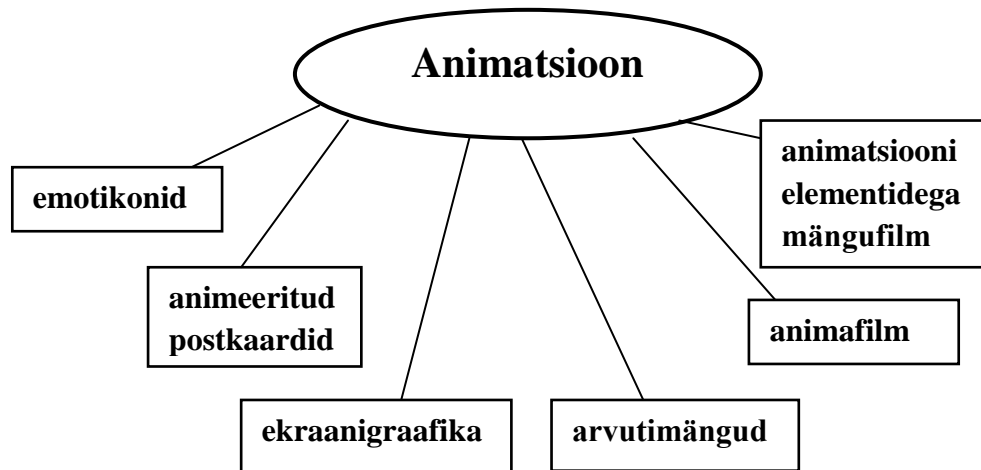 Animatsioon
emotikonid
animeeritud
postkaardid
ekraanigraafika
arvutimängud
animafilm
animatsiooni
elementidega
mängufilm